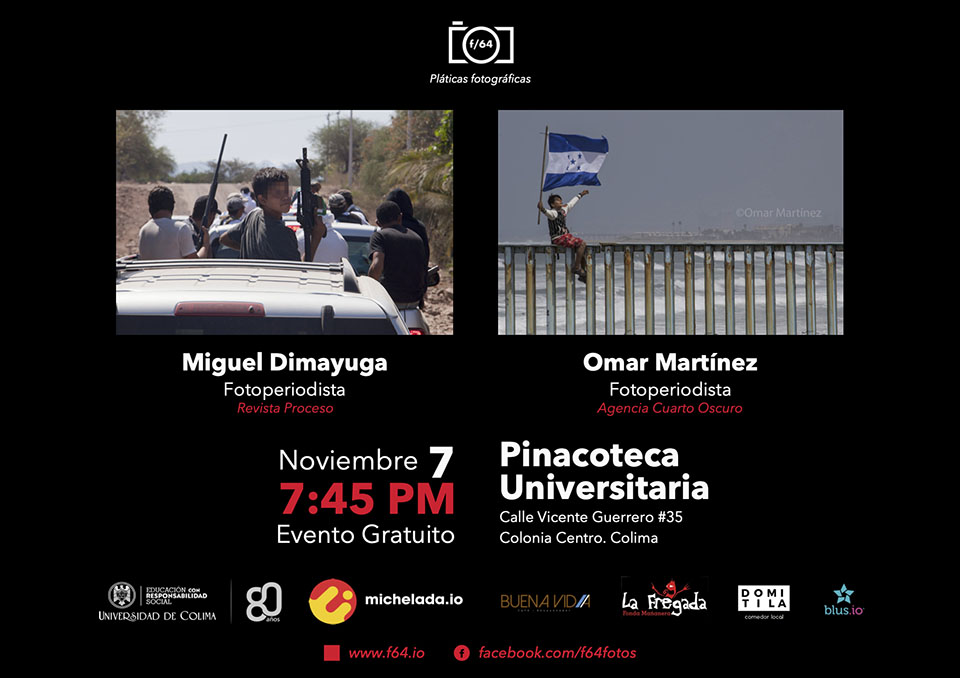 f/64
Pláticas fotográficas
©Omar Martínez
Miguel Dimayuga
Fotoperiodista
Revista Proceso
Omar Martínez
Fotoperiodista
Agencia Cuarto Oscuro
Noviembre 7
7:45 PM
Evento Gratuito
Pinacoteca
Universitaria
Calle Vicente Guerrero #35
Colonia Centro. Colima
EDUCACIÓN CON
RESPONSABILIDAD
SOCIAL
UNIVERSIDAD DE COLIMA
80
años
michelada.io
BUENA VIDA
La Fregada
Fonda Mañanera
DOMI
TILA
comedor local
blus.io
www.f64.io
facebook.com/f64fotos